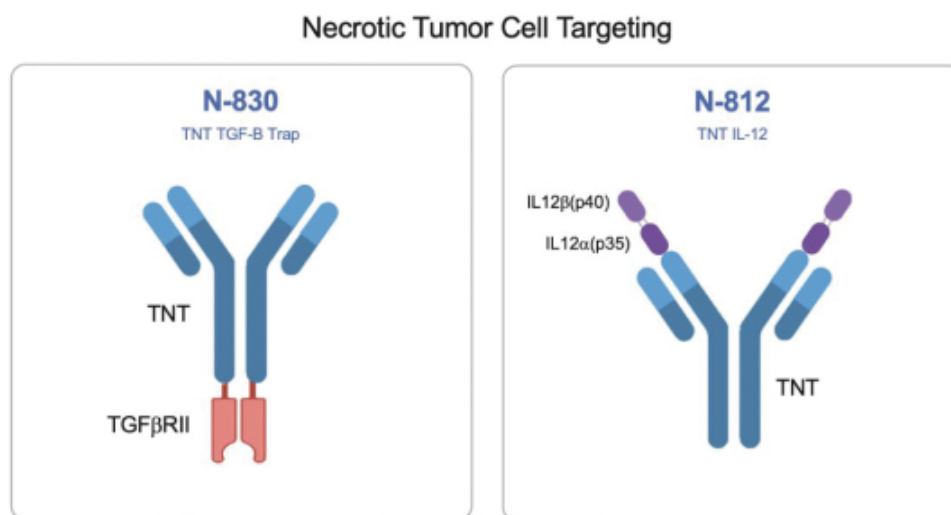 Necrotic Tumor Cell Targeting
N-830
TNT TGF-B Trap
TNT
TGFβRII
N-812
TNT IL-12
IL12β(p40)
IL12α(p35)
TNT